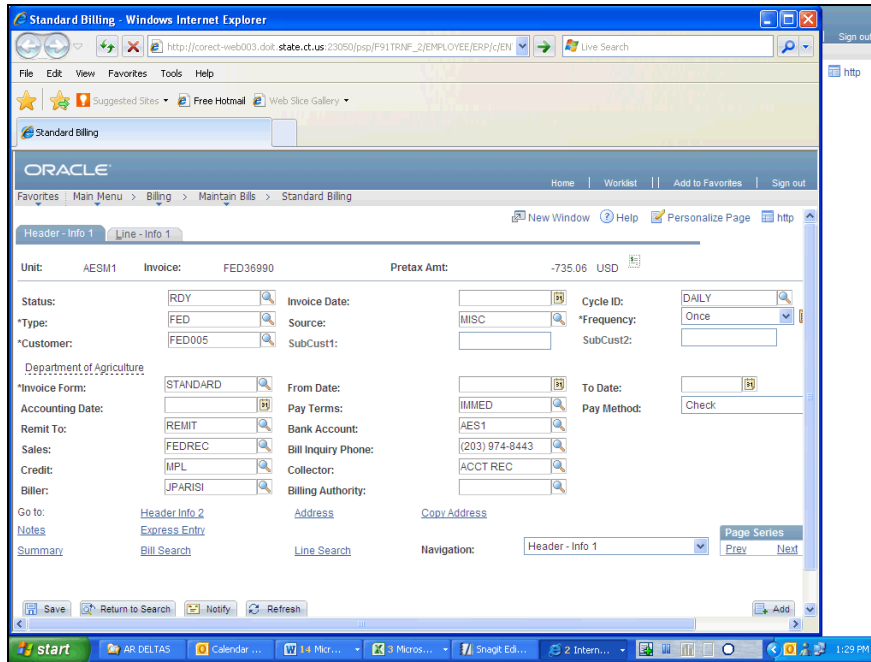 Standard Billing - Windows Internet Explorer
Sign out
http://corect-web003.doit.state.ct.us:23050/psp/F91TRNF_2/EMPLOYEE/ERP/c/EN
Live Search
File Edit View Favorites Tools Help
http
Suggested Sites Free Hotmail Web Slice Gallery
Standard Billing
ORACLE
Home | Worklist | | Add to Favorites | Sign out
Favorites Main Menu > Billing > Maintain Bills > Standard Billing
New Window Help Personalize Page http
Header - Info 1 Line - Info 1
Unit: AESM1 Invoice: FED36990 Pretax Amt: -735.06 USD
Status: RDY Invoice Date: Cycle ID: DAILY
*Type: FED Source: MISC *Frequency: Once
*Customer: FED005 SubCust1: SubCust2:
Department of Agriculture
*Invoice Form: STANDARD From Date: To Date:
Accounting Date: Pay Terms: IMMED Pay Method: Check
Remit To: REMIT Bank Account: AES1
Sales: FEDREC Bill Inquiry Phone: (203) 974-8443
Credit: MPL Collector: ACCT REC
Biller: JPARISI Billing Authority:
Go to: Header Info 2 Address Copy Address
Notes Express Entry Page Series
Summary Bill Search Line Search Navigation: Header - Info 1 Prev Next
Save Return to Search Notify Refresh Add
start AR DELTAS Calendar ... 14 Micr... 3 Micros... Snagit Edi... 2 Intern... 1:29 PM